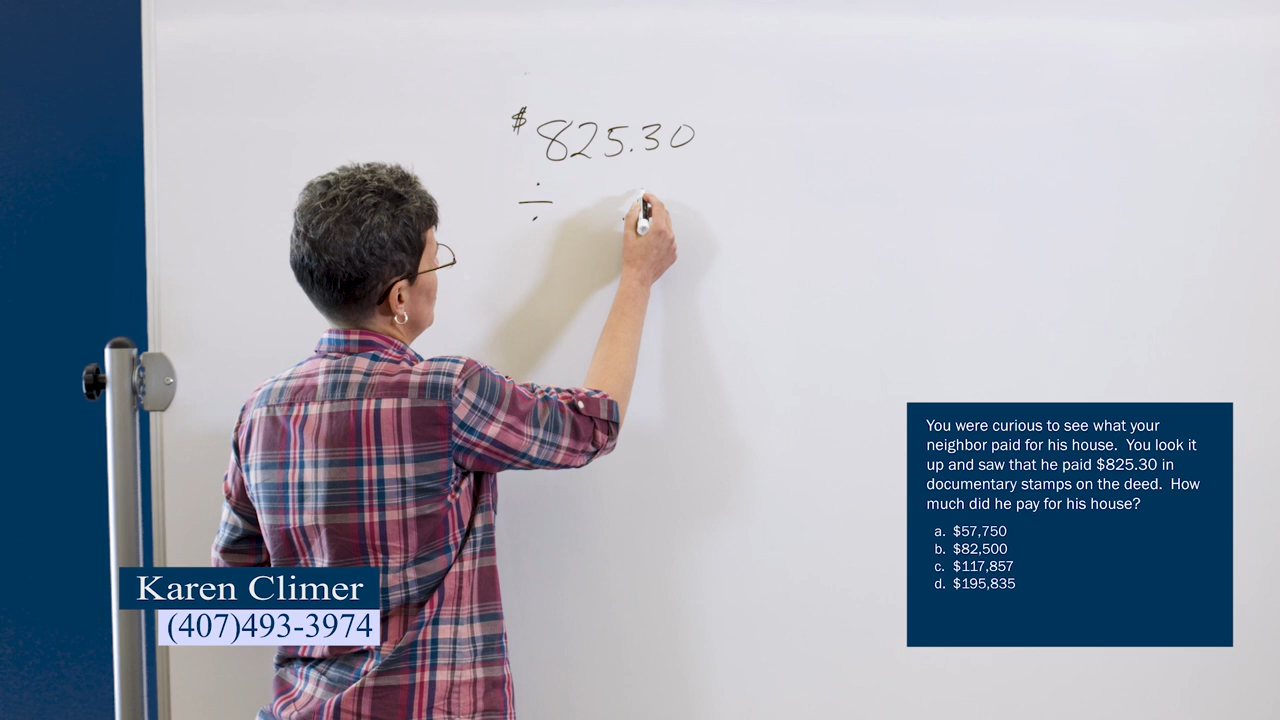 $825.30
÷ .
You were curious to see what your
neighbor paid for his house. You look it
up and saw that he paid $825.30 in
documentary stamps on the deed. How
much did he pay for his house?
a. $57,750
b. $82,500
c. $117,857
d. $195,835
Karen Climer
(407)493-3974